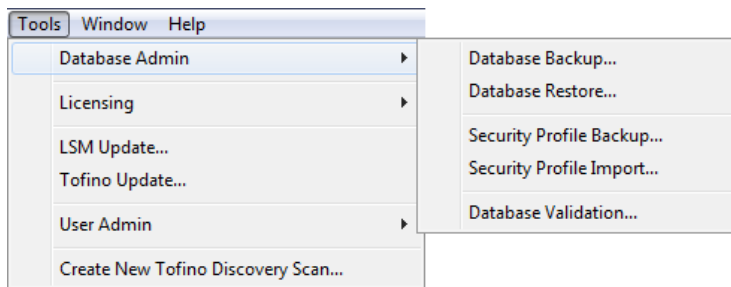 Tools Window Help
Database Admin
Licensing
LSM Update...
Tofino Update...
User Admin
Create New Tofino Discovery Scan...
Database Backup...
Database Restore...
Security Profile Backup...
Security Profile Import...
Database Validation...